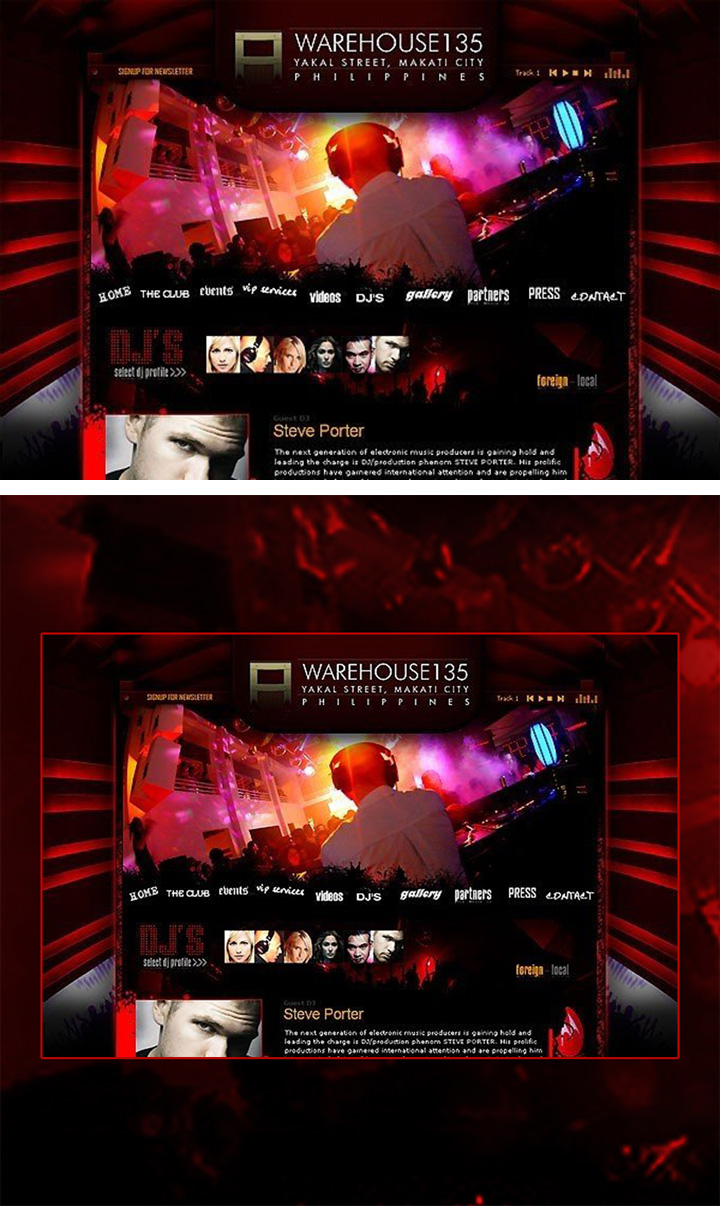 WAREHOUSE135
YAKAL STREET, MAKATI CITY
PHILIPPINES
SIGNUP FOR NEWSLETTER
Track 1
HOME THE CLUB events vip services videos DJ'S gallery partners PRESS CONTACT
DJ'S
select dj profile >>>
foreign - local
Guest DJ
Steve Porter
The next generation of electronic music producers is gaining hold and
leading the charge is DJ/production phenom STEVE PORTER. His prolific
productions have garnered international attention and are propelling him
WAREHOUSE135
YAKAL STREET, MAKATI CITY
PHILIPPINES
SIGNUP FOR NEWSLETTER
Track 1
HOME THE CLUB events vip services videos DJ'S gallery partners PRESS CONTACT
DJ'S
select dj profile >>>
foreign - local
Guest DJ
Steve Porter
The next generation of electronic music producers is gaining hold and
leading the charge is DJ/production phenom STEVE PORTER. His prolific
productions have garnered international attention and are propelling him